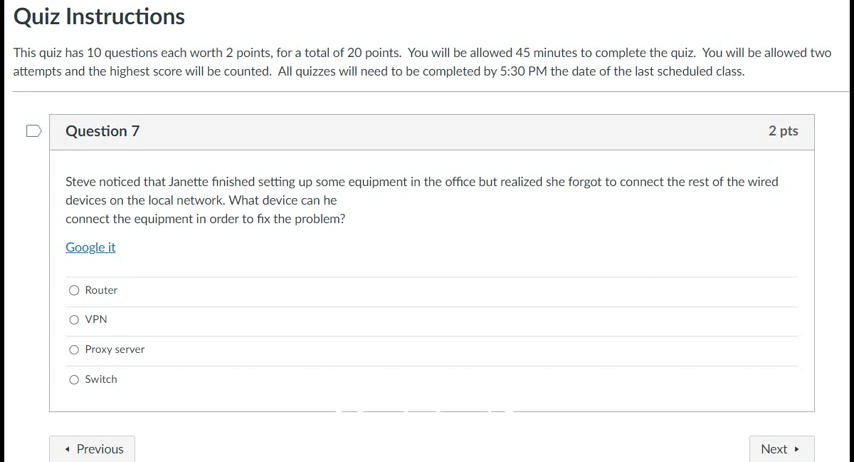 Quiz Instructions
This quiz has 10 questions each worth 2 points, for a total of 20 points. You will be allowed 45 minutes to complete the quiz. You will be allowed two
attempts and the highest score will be counted. All quizzes will need to be completed by 5:30 PM the date of the last scheduled class.
Question 7 2 pts
Steve noticed that Janette finished setting up some equipment in the office but realized she forgot to connect the rest of the wired
devices on the local network. What device can he
connect the equipment in order to fix the problem?
Google it
Router
VPN
Proxy server
Switch
Previous Next